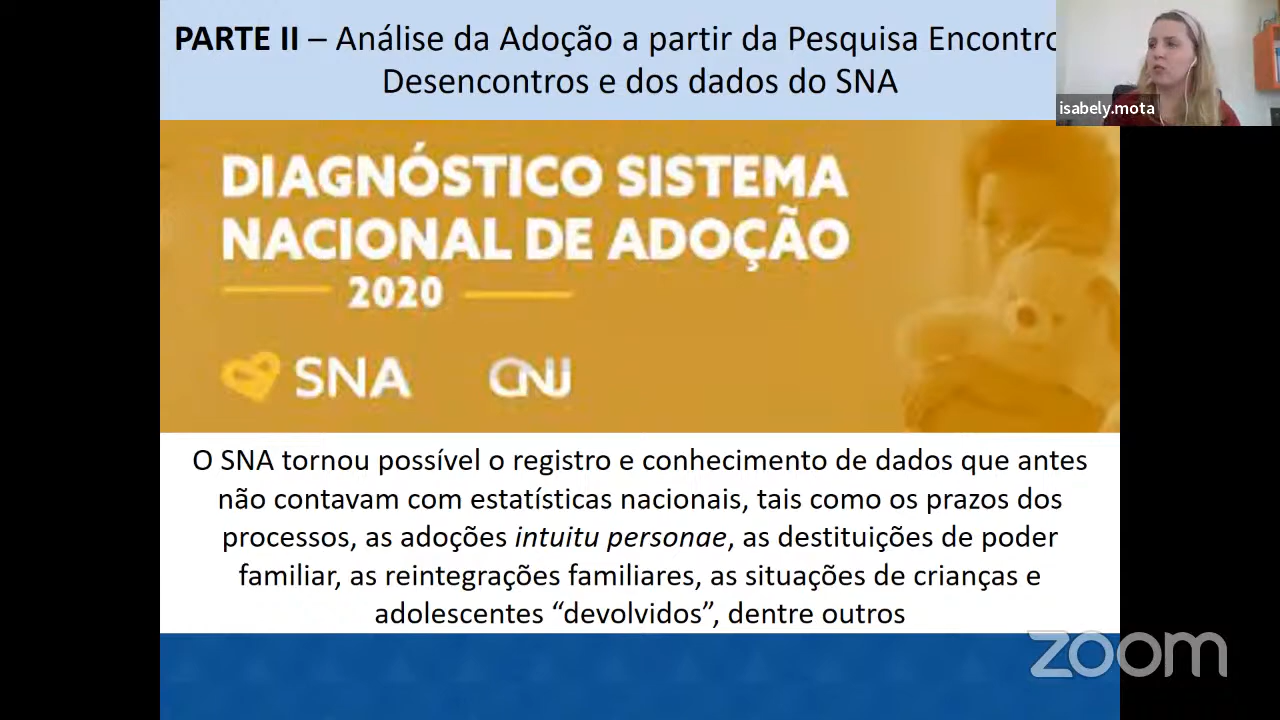 PARTE II – Análise da Adoção a partir da Pesquisa Encontro
Desencontros e dos dados do SNA
isabely.mota
DIAGNÓSTICO SISTEMA
NACIONAL DE ADOÇÃO
2020
SNA CNJ
O SNA tornou possível o registro e conhecimento de dados que antes
não contavam com estatísticas nacionais, tais como os prazos dos
processos, as adoções intuitu personae, as destituições de poder
familiar, as reintegrações familiares, as situações de crianças e
adolescentes “devolvidos”, dentre outros
zoom